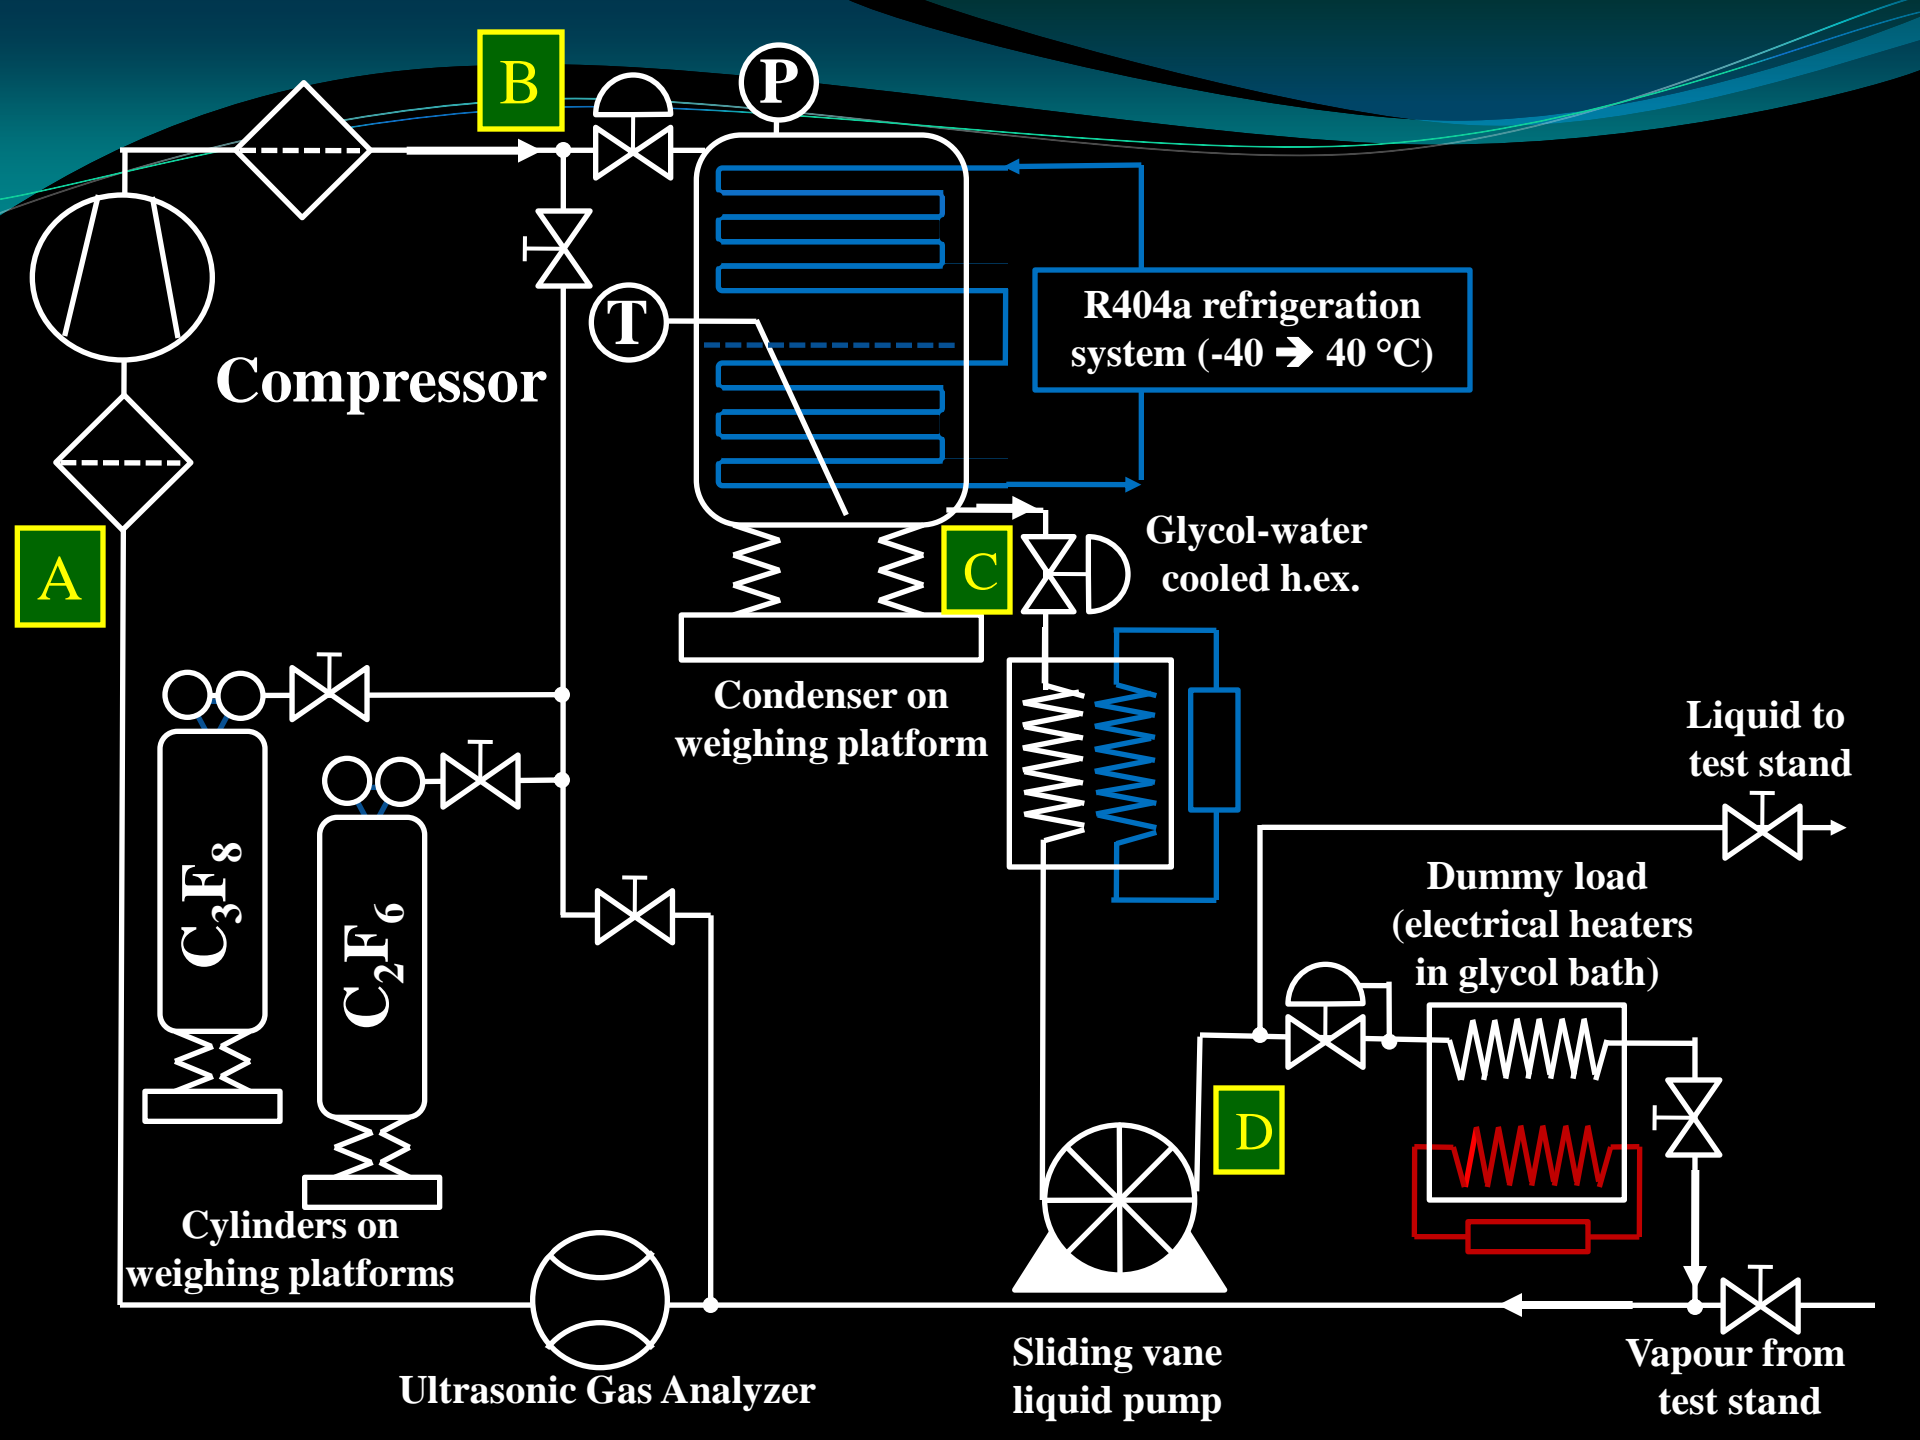 B
P
T
R404a refrigeration
system (-40 🡺 40 °C)
Compressor
A
C
Glycol-water
cooled h.ex.
Condenser on
weighing platform
Liquid to
test stand
C₃F₈
C₂F₆
Dummy load
(electrical heaters
in glycol bath)
D
Cylinders on
weighing platforms
Ultrasonic Gas Analyzer
Sliding vane
liquid pump
Vapour from
test stand